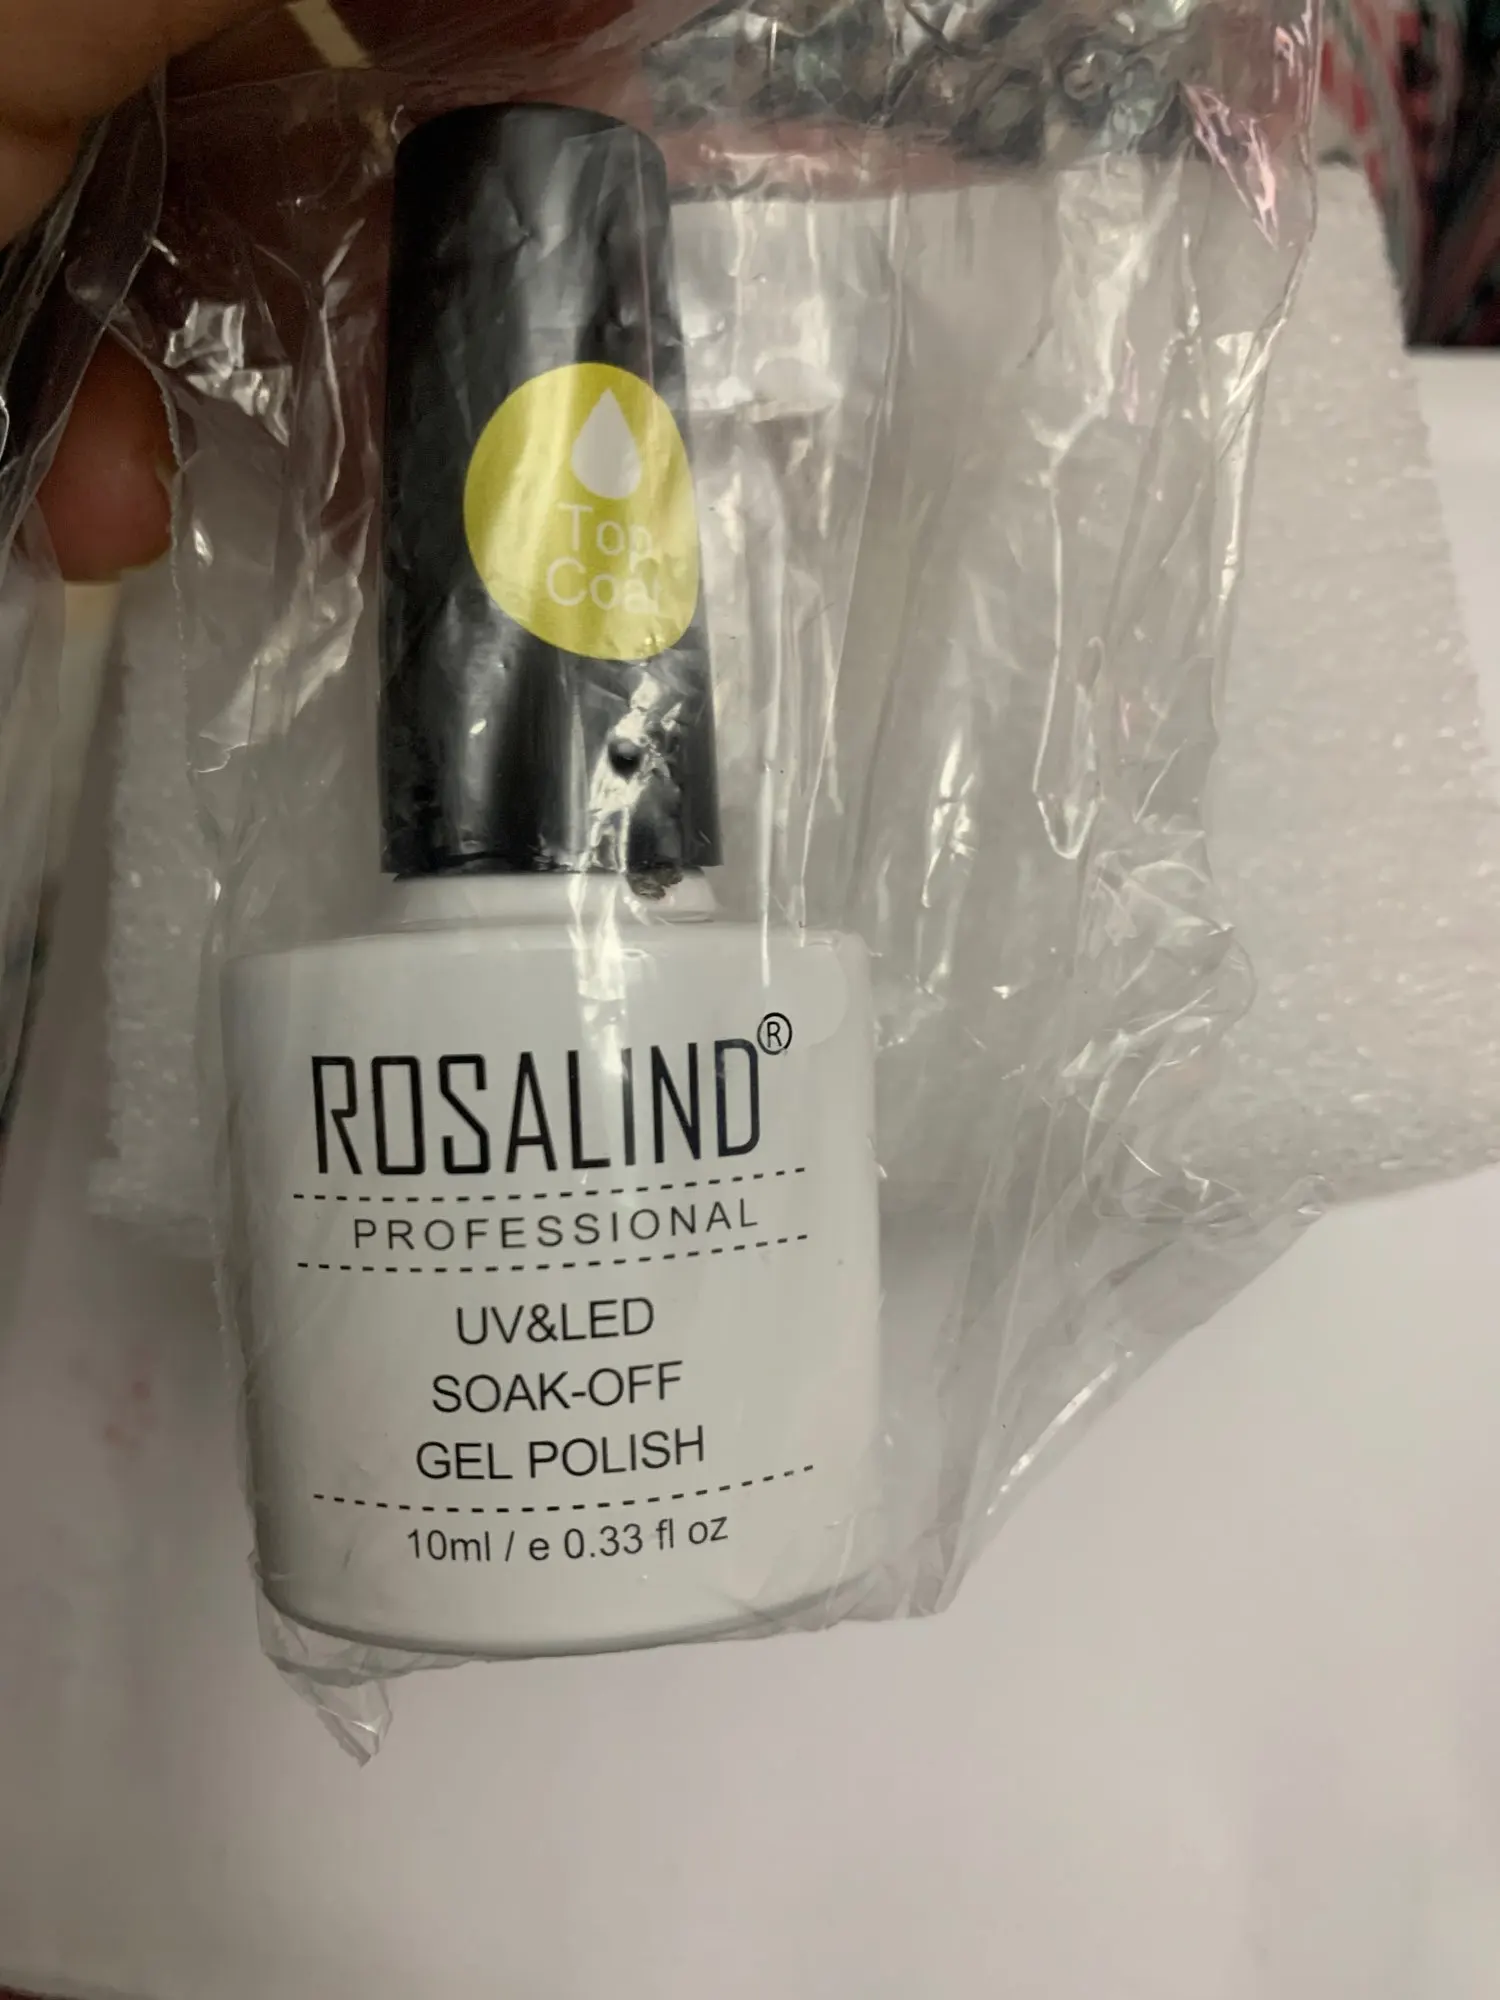 Top
Coat
ROSALIND®
PROFESSIONAL
UV&LED
SOAK-OFF
GEL POLISH
10ml / e 0.33 fl oz